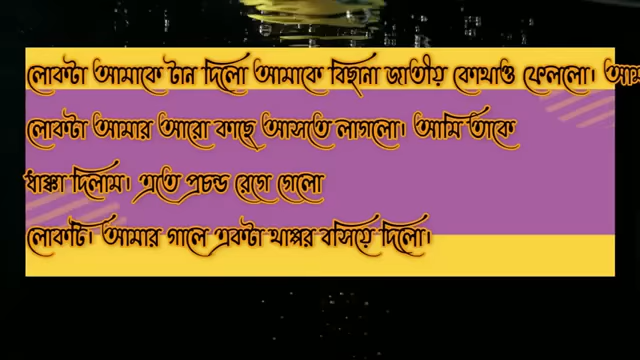 লোকটা আমাকে টান দিলো আমাকে বিছানা জাতীয় কোথাও ফেললো।
লোকটা আমার আরো কাছে আসতে লাগলো। আমি তাকে
ধাক্কা দিলাম। এতে প্রচন্ড রেগে গেলো
লোকটি। আমার গালে একটা থাপ্পর বসিয়ে দিলো।